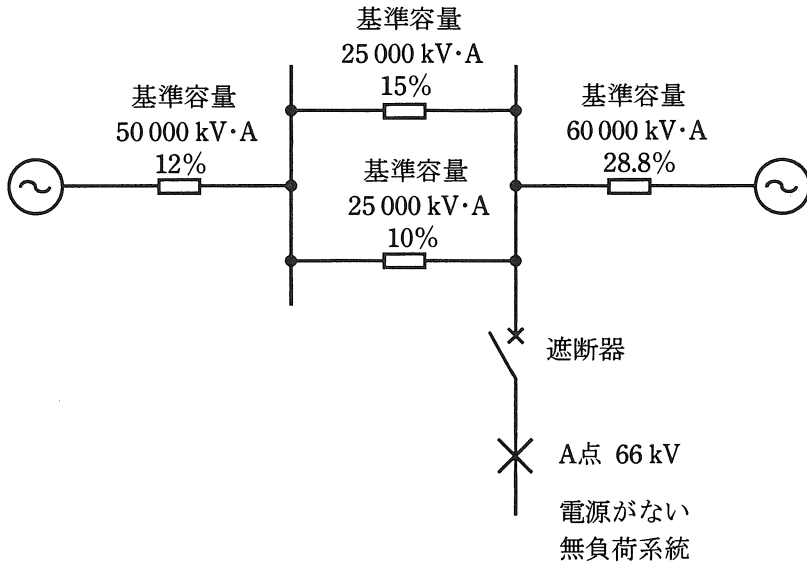 基準容量
25 000 kV·A
15%
基準容量
50 000 kV·A
12%
基準容量
60 000 kV·A
28.8%
基準容量
25 000 kV·A
10%
遮断器
A点 66 kV
電源がない
無負荷系統